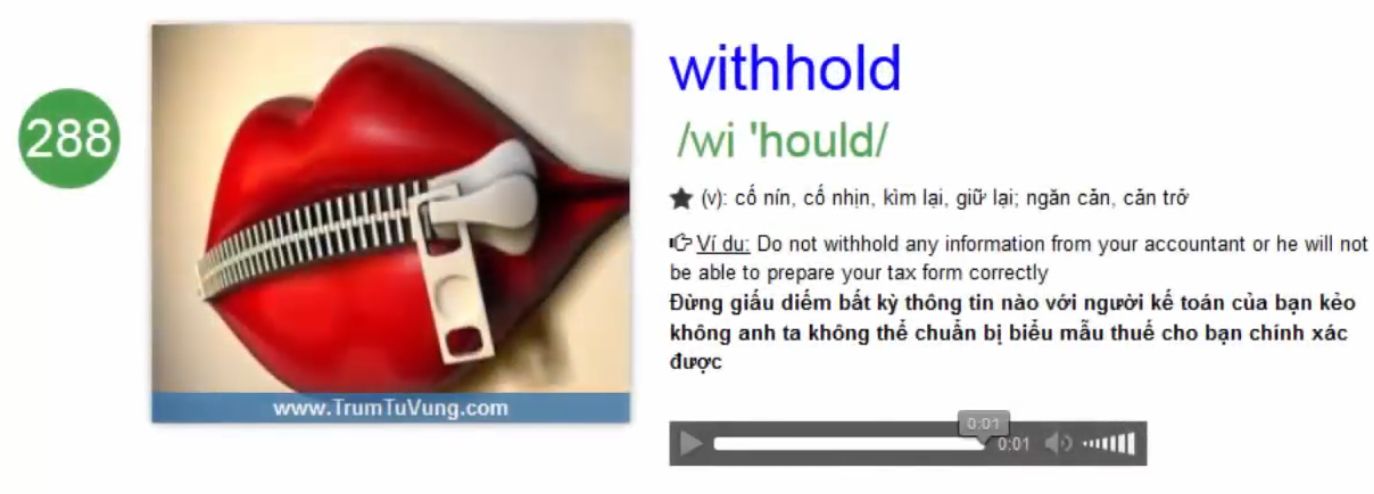 288
withhold
/wi 'hould/
★ (v): cố nín, cố nhịn, kìm lại, giữ lại; ngăn cản, cản trở
Ví du: Do not withhold any information from your accountant or he will not
be able to prepare your tax form correctly
Đừng giấu diếm bất kỳ thông tin nào với người kế toán của bạn kẻo
không anh ta không thể chuẩn bị biểu mẫu thuế cho bạn chính xác
được
www.TrumTuVung.com
0:01
0:01